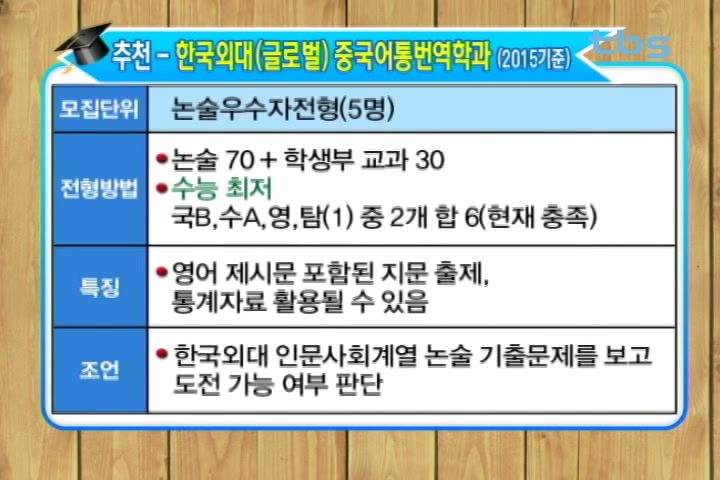 추천 - 한국외대(글로벌) 중국어통번역학과 (2015기준)
tbs
모집단위
논술우수자전형(5명)
전형방법
•논술 70 + 학생부 교과 30
•수능 최저
국B,수A,영,탐(1) 중 2개 합 6(현재 충족)
특징
•영어 제시문 포함된 지문 출제,
통계자료 활용될 수 있음
조언
•한국외대 인문사회계열 논술 기출문제를 보고
도전 가능 여부 판단